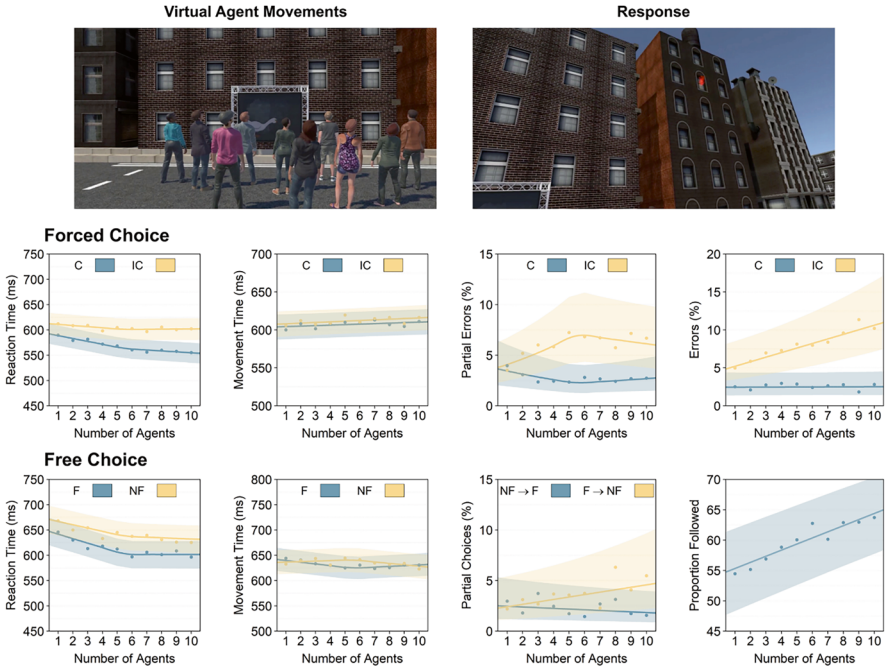 Virtual Agent Movements
Response
Forced Choice
Reaction Time (ms)
750
700
650
600
550
500
450
C IC
1 2 3 4 5 6 7 8 9 10
Number of Agents
Movement Time (ms)
700
650
600
550
500
C IC
1 2 3 4 5 6 7 8 9 10
Number of Agents
Partial Errors (%)
15
10
5
0
C IC
1 2 3 4 5 6 7 8 9 10
Number of Agents
Errors (%)
20
15
10
5
0
C IC
1 2 3 4 5 6 7 8 9 10
Number of Agents
Free Choice
Reaction Time (ms)
750
700
650
600
550
500
450
F NF
1 2 3 4 5 6 7 8 9 10
Number of Agents
Movement Time (ms)
800
750
700
650
600
550
500
F NF
1 2 3 4 5 6 7 8 9 10
Number of Agents
Partial Choices (%)
15
10
5
0
NF → F F → NF
1 2 3 4 5 6 7 8 9 10
Number of Agents
Proportion Followed
70
65
60
55
50
45
1 2 3 4 5 6 7 8 9 10
Number of Agents